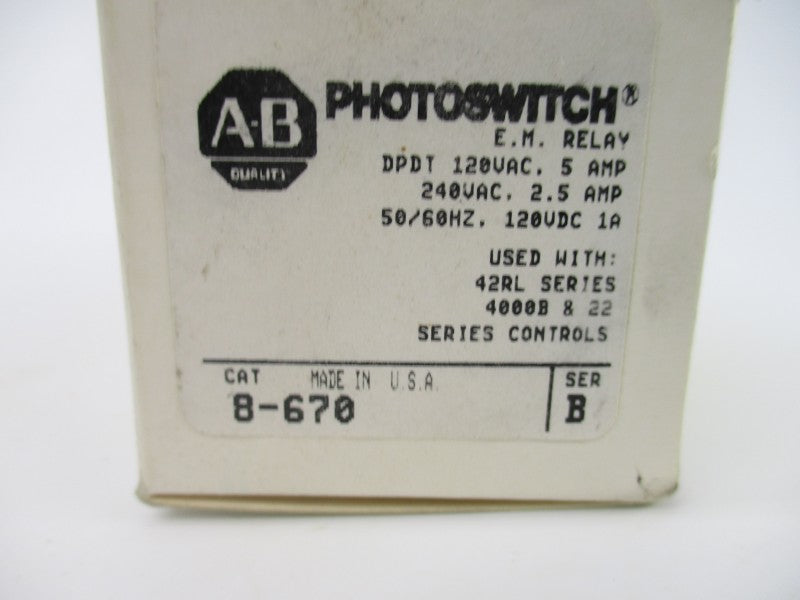 A-B
QUALITY
PHOTOSWITCH®
E.M. RELAY
DPDT 120VAC, 5 AMP
240VAC, 2.5 AMP
50/60HZ, 120VDC 1A
USED WITH:
42RL SERIES
4000B & 22
SERIES CONTROLS
CAT MADE IN U.S.A. SER
8-670 B